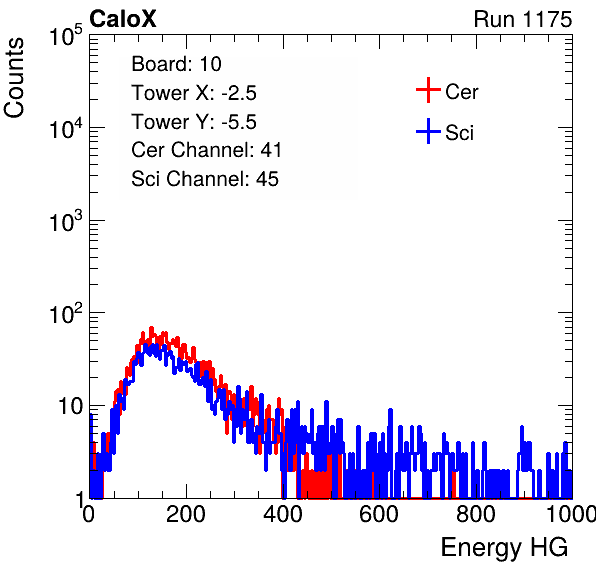 CaloX Run 1175
Counts
10^5
10^4
10^3
10^2
10
1
Board: 10
Tower X: -2.5
Tower Y: -5.5
Cer Channel: 41
Sci Channel: 45
Cer
Sci
0 200 400 600 800 1000
Energy HG